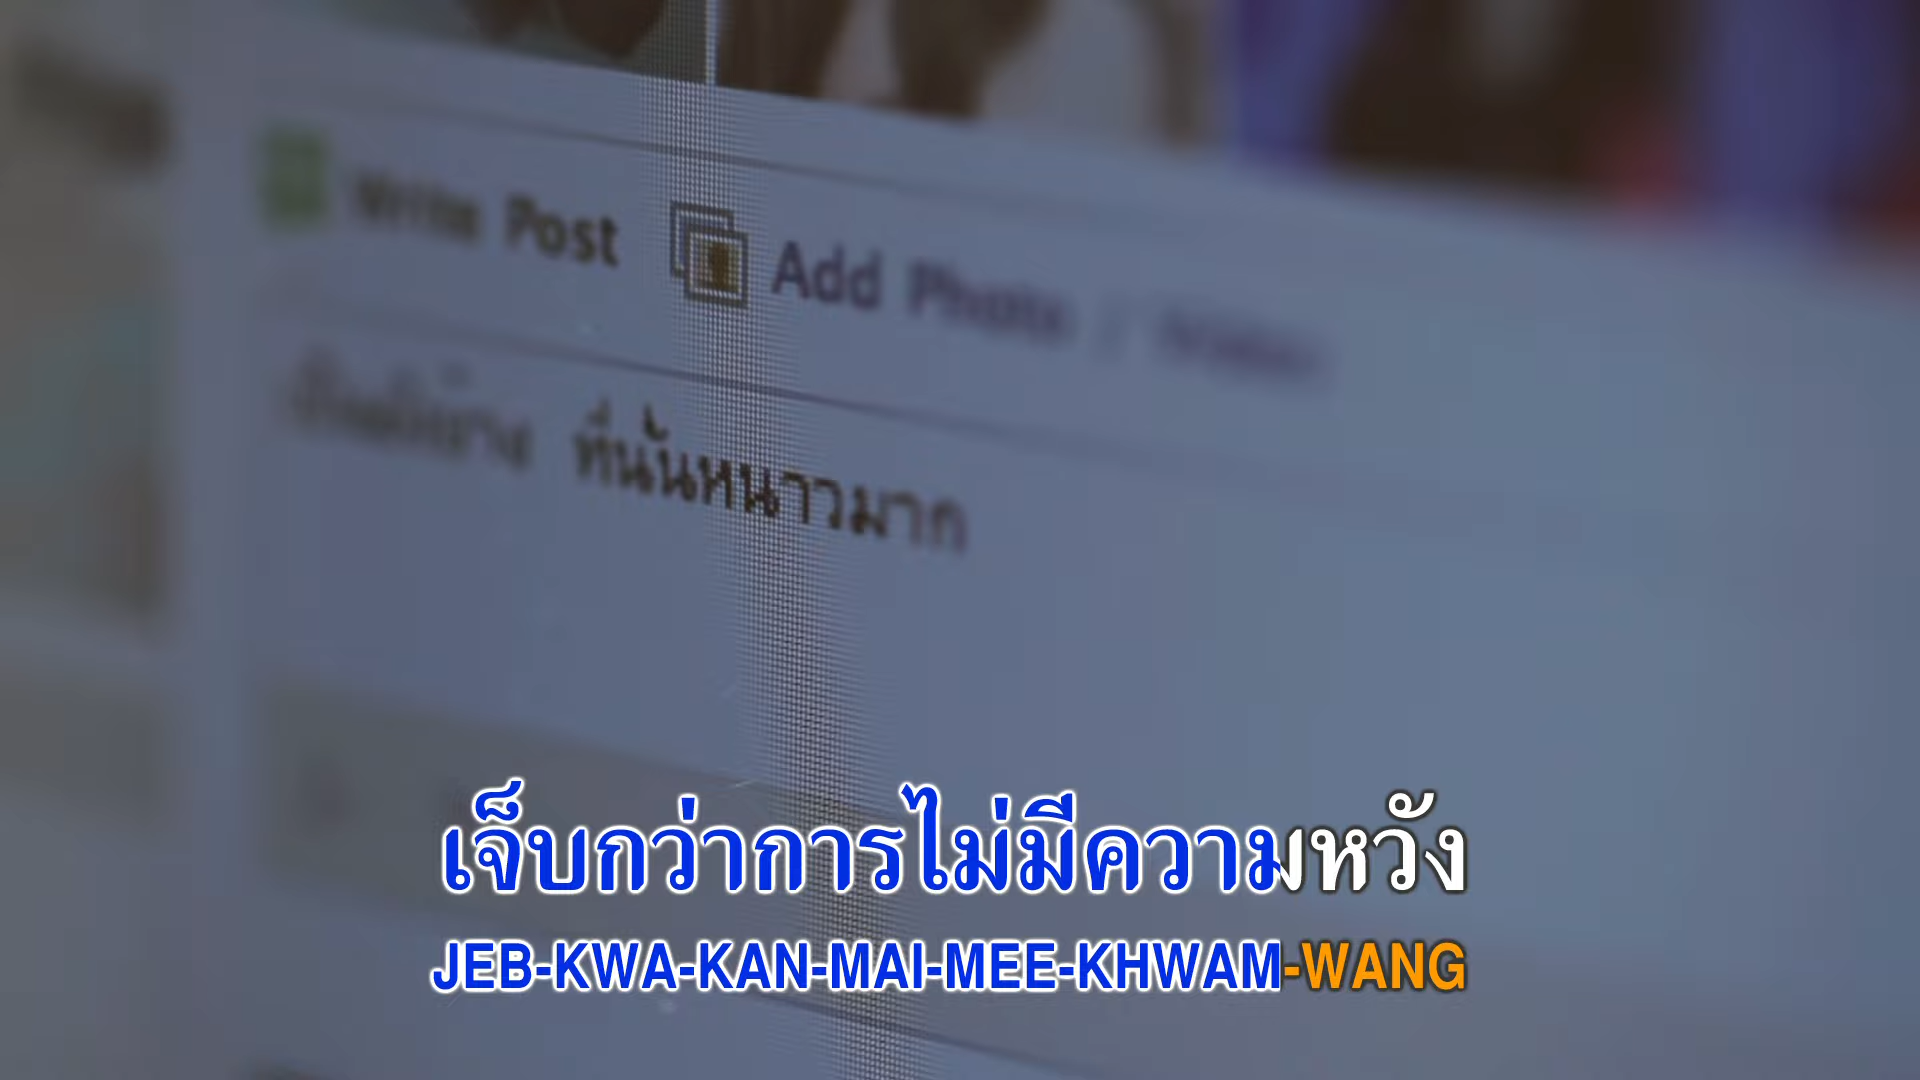 Write Post Add Photo / Video
ที่นั้นหนาวมาก
เจ็บกว่าการไม่มีความหวัง
JEB-KWA-KAN-MAI-MEE-KHWAM-WANG